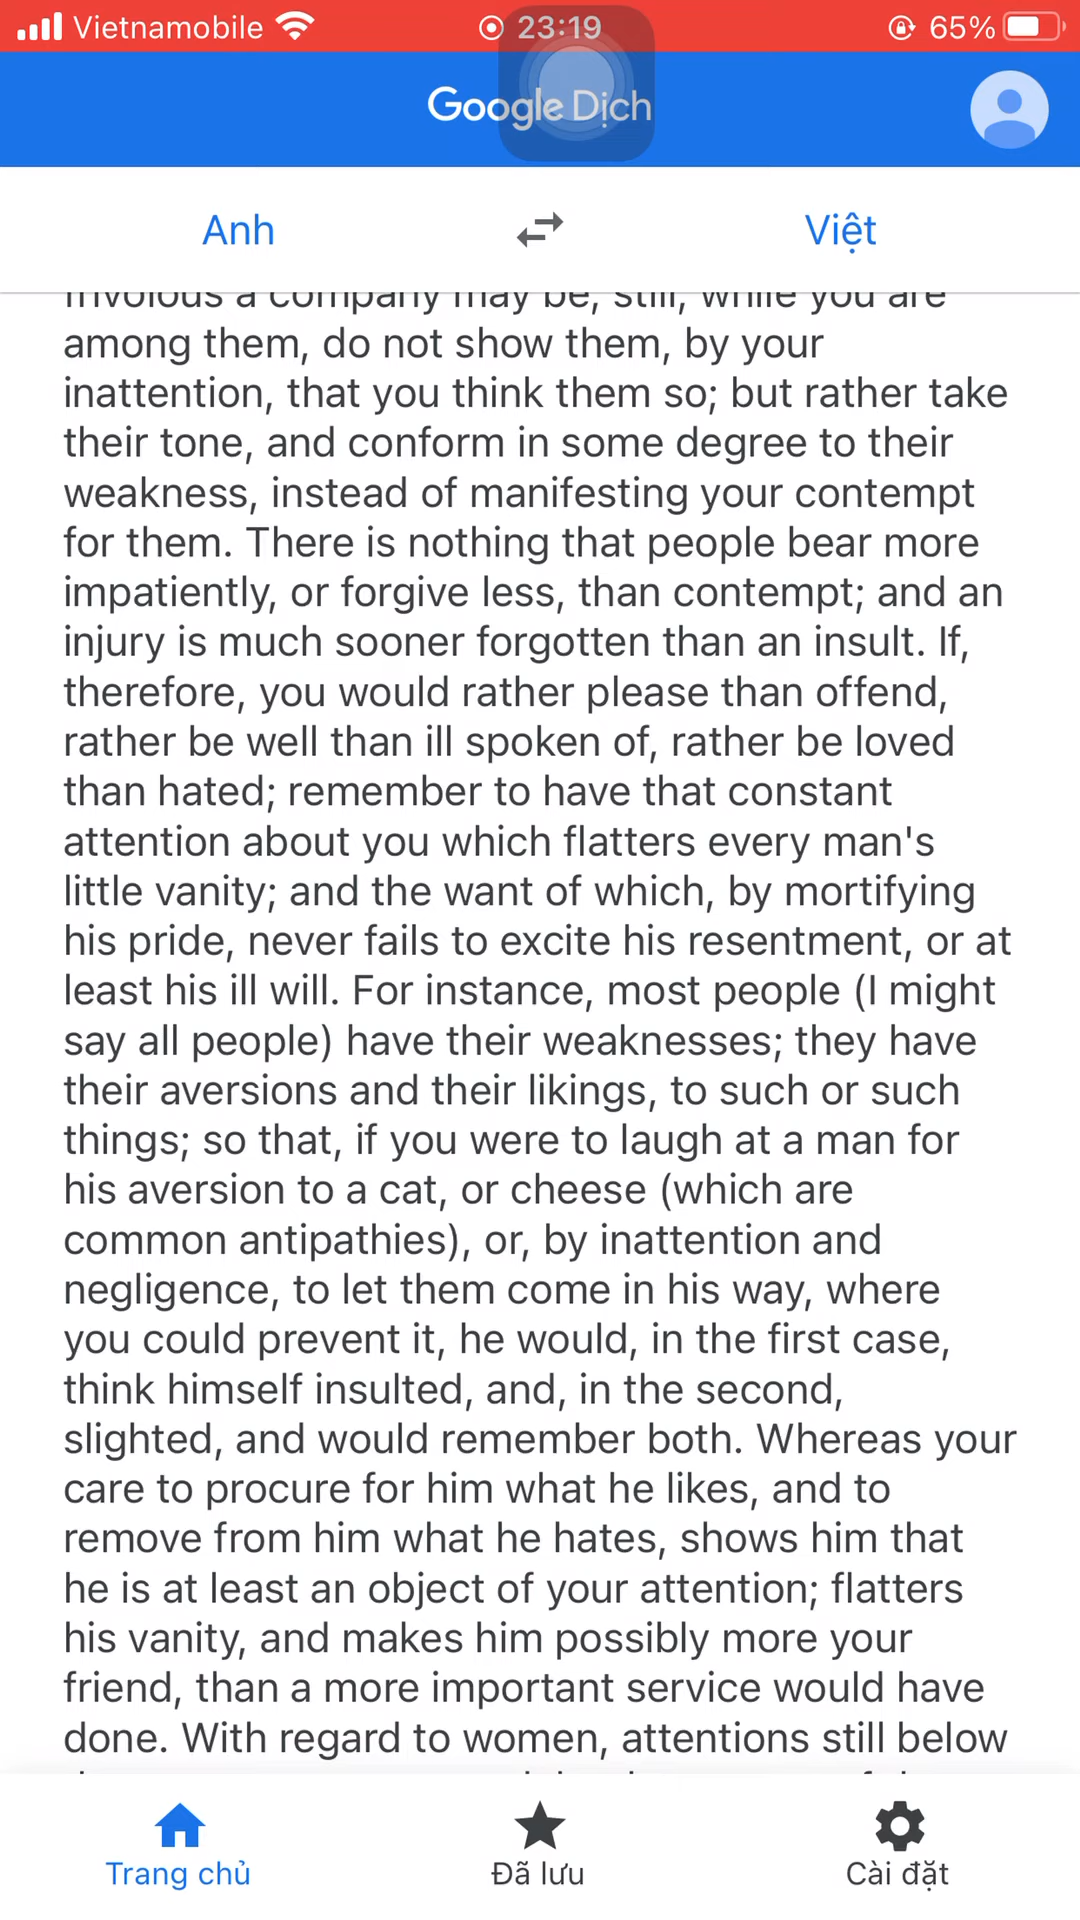 Vietnamobile 23:19 65%
Google Dịch
Anh Việt
frivolous a company may be, still, while you are
among them, do not show them, by your
inattention, that you think them so; but rather take
their tone, and conform in some degree to their
weakness, instead of manifesting your contempt
for them. There is nothing that people bear more
impatiently, or forgive less, than contempt; and an
injury is much sooner forgotten than an insult. If,
therefore, you would rather please than offend,
rather be well than ill spoken of, rather be loved
than hated; remember to have that constant
attention about you which flatters every man's
little vanity; and the want of which, by mortifying
his pride, never fails to excite his resentment, or at
least his ill will. For instance, most people (I might
say all people) have their weaknesses; they have
their aversions and their likings, to such or such
things; so that, if you were to laugh at a man for
his aversion to a cat, or cheese (which are
common antipathies), or, by inattention and
negligence, to let them come in his way, where
you could prevent it, he would, in the first case,
think himself insulted, and, in the second,
slighted, and would remember both. Whereas your
care to procure for him what he likes, and to
remove from him what he hates, shows him that
he is at least an object of your attention; flatters
his vanity, and makes him possibly more your
friend, than a more important service would have
done. With regard to women, attentions still below
Trang chủ Đã lưu Cài đặt